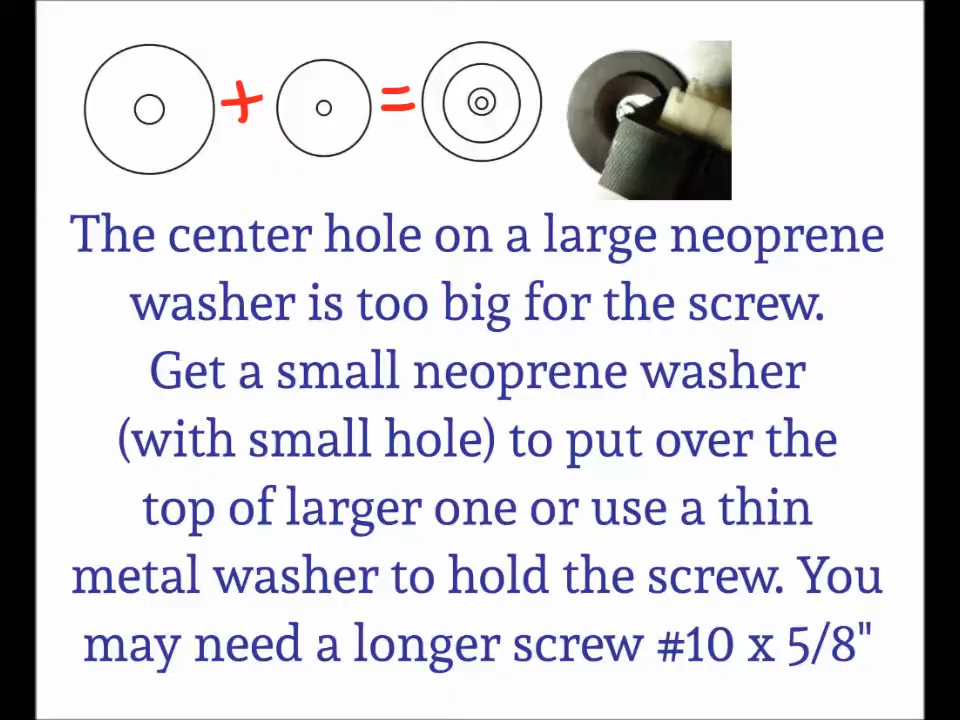 + =
The center hole on a large neoprene
washer is too big for the screw.
Get a small neoprene washer
(with small hole) to put over the
top of larger one or use a thin
metal washer to hold the screw. You
may need a longer screw #10 x 5/8"